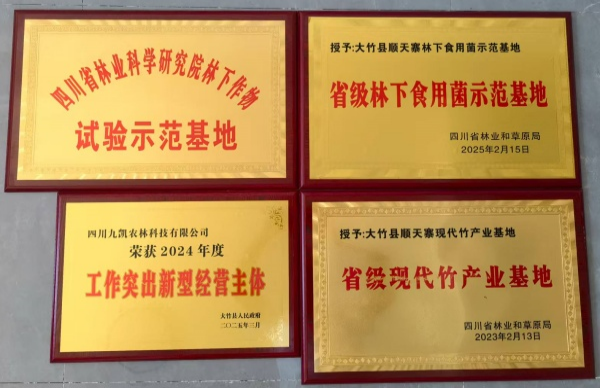 四川省林业科学研究院林下作物
试验示范基地
授予:大竹县顺天寨林下食用菌示范基地
省级林下食用菌示范基地
四川省林业和草原局
2025年2月15日
四川九凯农林科技有限公司
荣获2024年度
工作突出新型经营主体
大竹县人民政府
二〇二五年三月
授予:大竹县顺天寨现代竹产业基地
省级现代竹产业基地
四川省林业和草原局
2023年2月13日